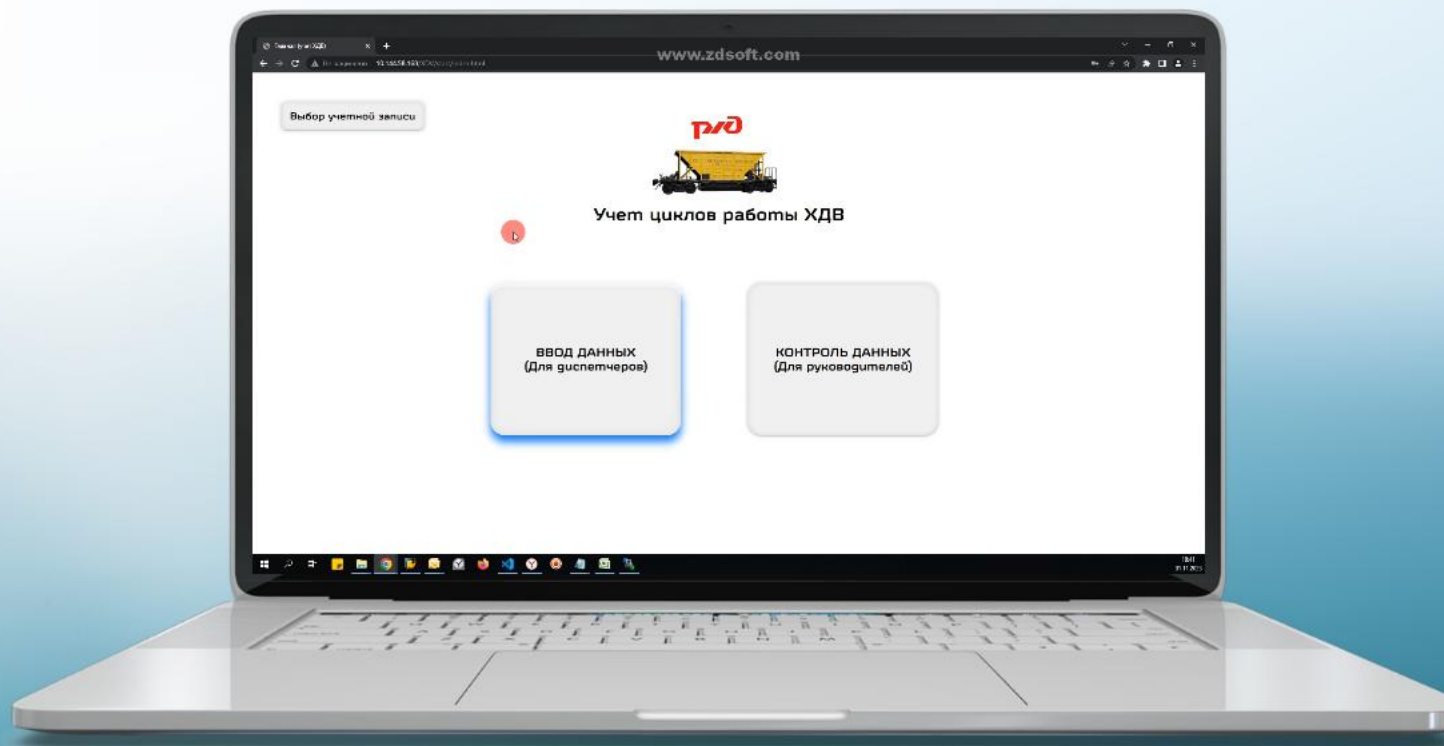 www.zdsoft.com
Выбор учетной записи
ржд
Учет циклов работы ХДВ
ВВОД ДАННЫХ
(Для диспетчеров)
КОНТРОЛЬ ДАННЫХ
(Для руководителей)